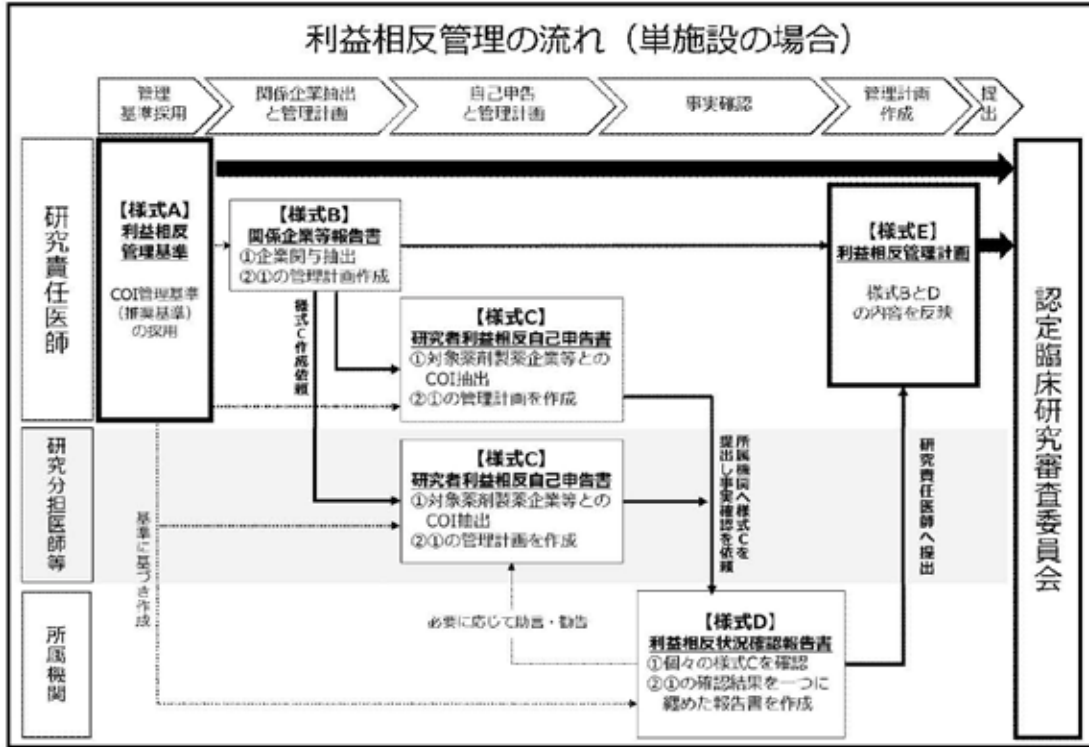 利益相反管理の流れ（単施設の場合）
管理
基準採用
関係企業抽出
と管理計画
自己申告
と管理計画
事実確認
管理計画
作成
提出
研究責任医師
【様式A】
利益相反
管理基準
COI管理基準
（推奨基準）
の採用
【様式B】
関係企業等報告書
①企業関与抽出
②①の管理計画作成
様式C作成依頼
【様式C】
研究者利益相反自己申告書
①対象薬剤製薬企業等との
COI抽出
②①の管理計画を作成
【様式E】
利益相反管理計画
様式BとD
の内容を反映
認定臨床研究審査委員会
研究分担医師等
【様式C】
研究者利益相反自己申告書
①対象薬剤製薬企業等との
COI抽出
②①の管理計画を作成
所属機関へ様式Cを
提出し事実確認を依頼
研究責任医師へ提出
基準に基づき作成
所属機関
必要に応じて助言・勧告
【様式D】
利益相反状況確認報告書
①個々の様式Cを確認
②①の確認結果を一つに
纏めた報告書を作成